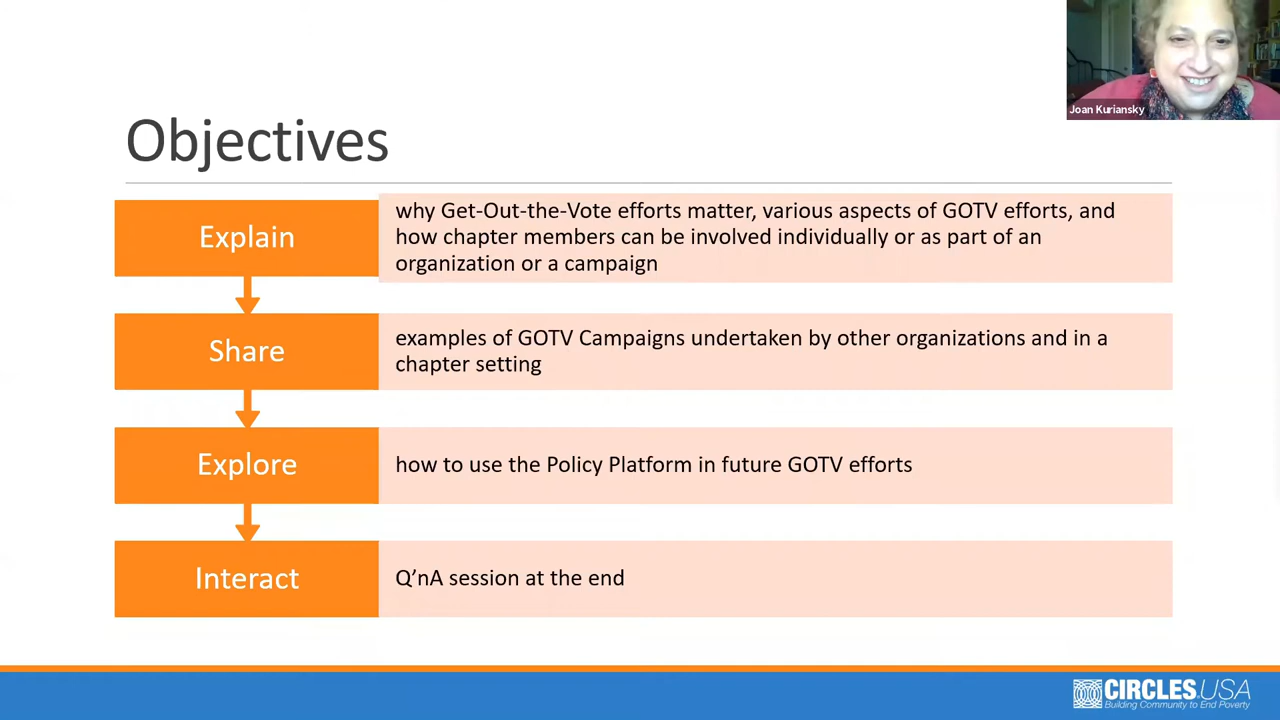 Joan Kuriansky
Objectives
Explain
why Get-Out-the-Vote efforts matter, various aspects of GOTV efforts, and
how chapter members can be involved individually or as part of an
organization or a campaign
Share
examples of GOTV Campaigns undertaken by other organizations and in a
chapter setting
Explore
how to use the Policy Platform in future GOTV efforts
Interact
Q’nA session at the end
CIRCLES.USA
Building Community to End Poverty